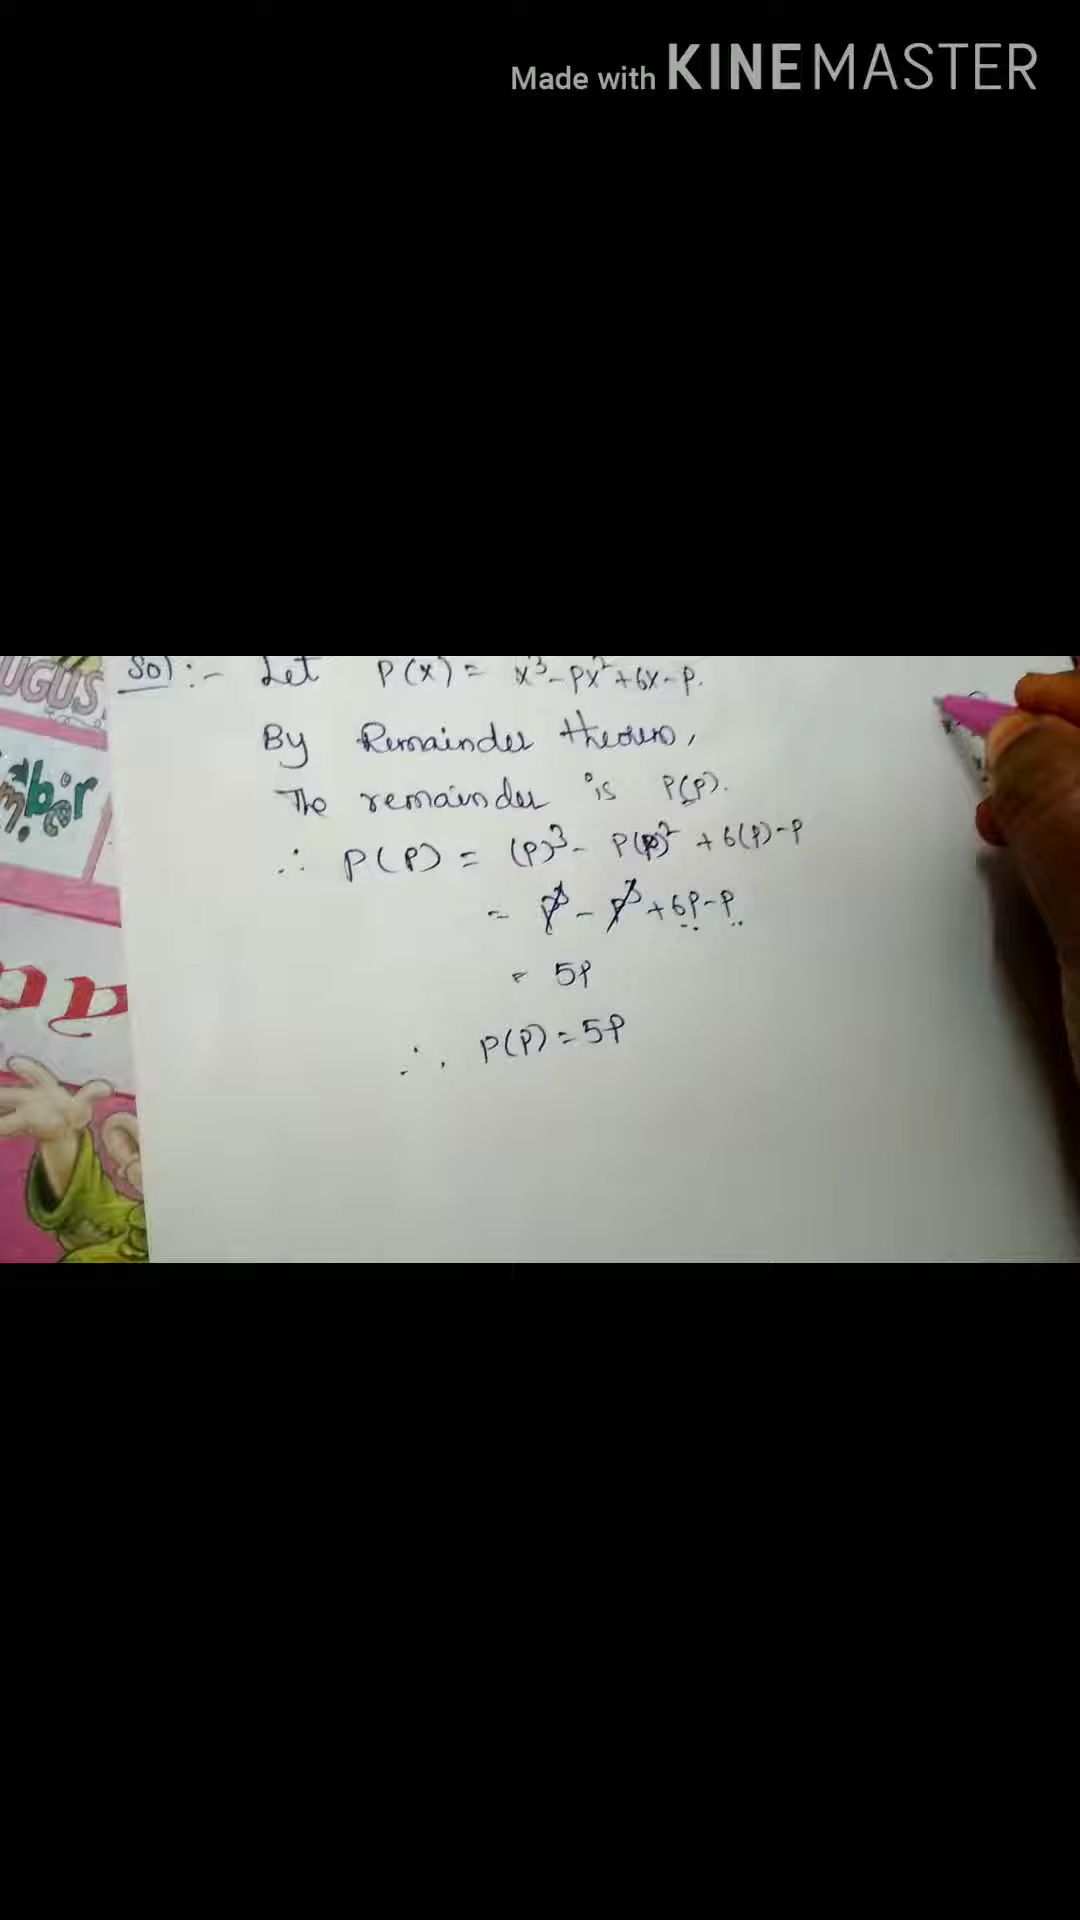 Made with KINEMASTER
Sol:- Let P(x) = x³-px²+6x-p.
By Remainder theorem,
The remainder is P(p).
∴ P(P) = (P)³- P(P)² + 6(P)-P
= P³ - P³ + 6P-P
= 5P
∴ P(P) = 5P
UGUS